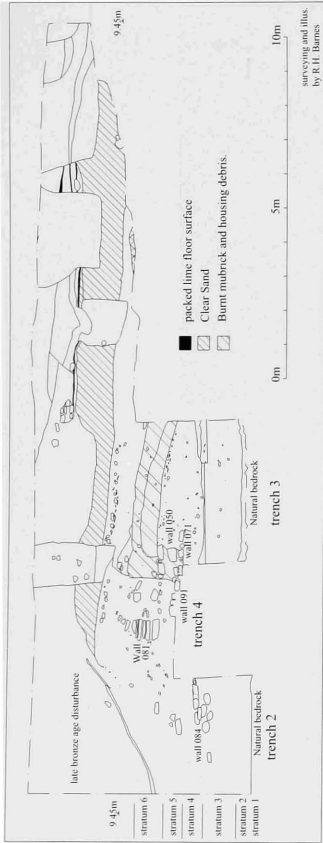 late bronze age disturbance
9.45m
9.45m
stratum 6
stratum 5
stratum 4
stratum 3
stratum 2
stratum 1
Wall
081
wall 084
wall 091
wall 050
wall 071
Natural bedrock
Natural bedrock
trench 2
trench 4
trench 3
packed lime floor surface
Clear Sand
Burnt mubrick and housing debris.
0m
5m
10m
surveying and illus.
by R.H. Barnes